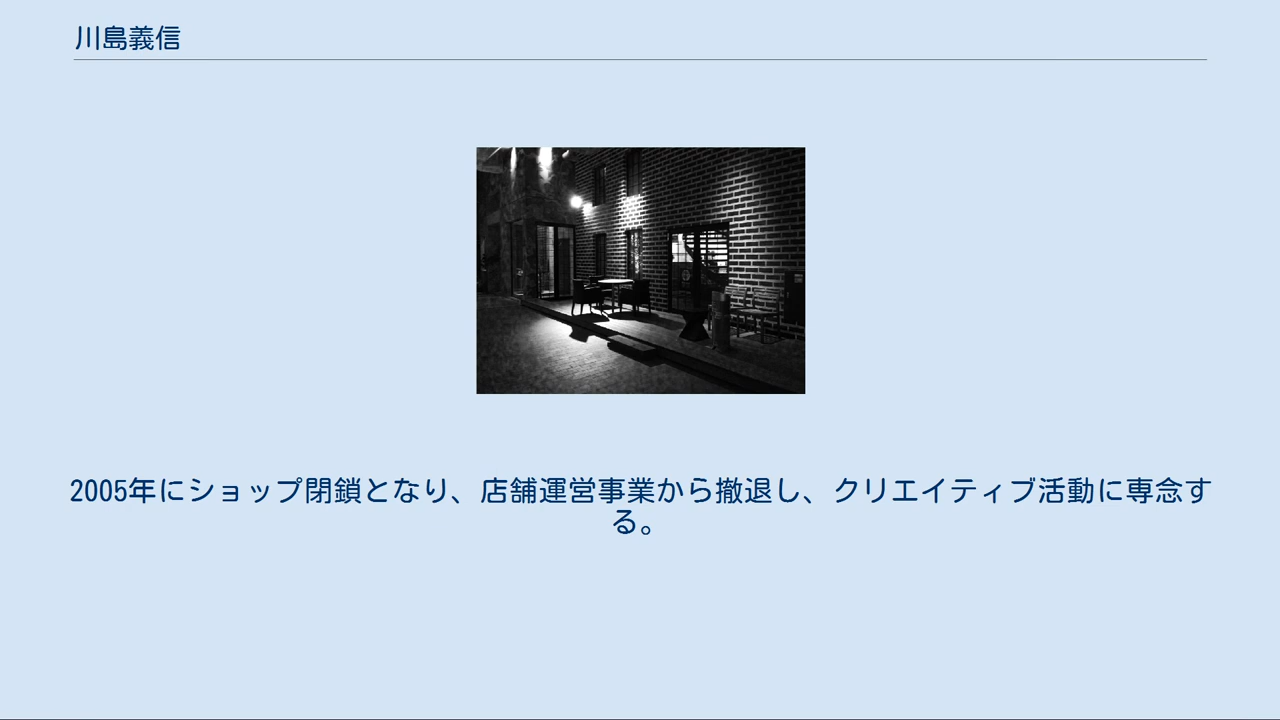 川島義信
2005年にショップ閉鎖となり、店舗運営事業から撤退し、クリエイティブ活動に専念す
る。